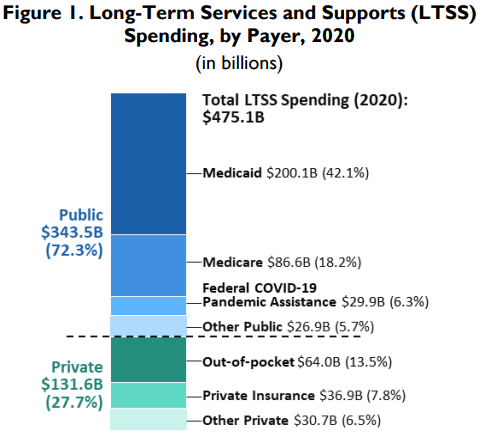 Figure 1. Long-Term Services and Supports (LTSS)
Spending, by Payer, 2020
(in billions)
Total LTSS Spending (2020):
$475.1B
Medicaid $200.1B (42.1%)
Public
$343.5B
(72.3%)
Medicare $86.6B (18.2%)
Federal COVID-19
Pandemic Assistance $29.9B (6.3%)
Other Public $26.9B (5.7%)
Private
$131.6B
(27.7%)
Out-of-pocket $64.0B (13.5%)
Private Insurance $36.9B (7.8%)
Other Private $30.7B (6.5%)